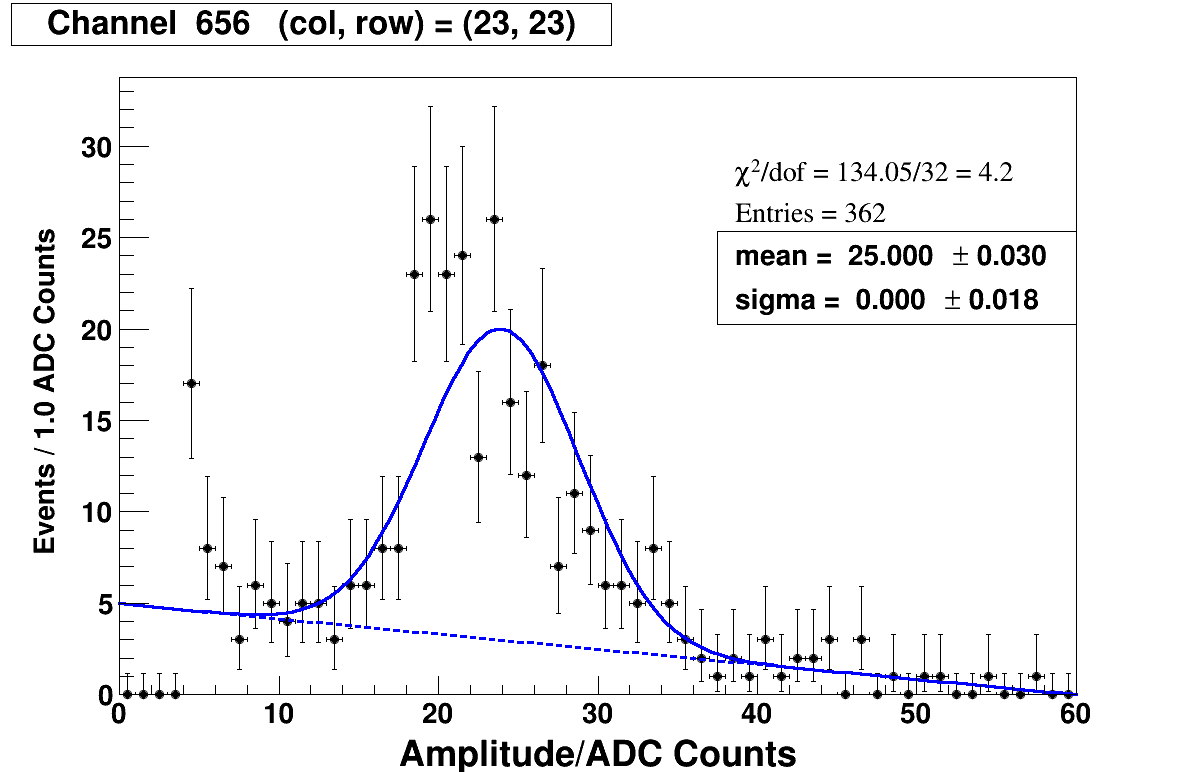 Channel 656 (col, row) = (23, 23)
χ²/dof = 134.05/32 = 4.2
Entries = 362
mean = 25.000 ± 0.030
sigma = 0.000 ± 0.018
Events / 1.0 ADC Counts
30
25
20
15
10
5
0
0 10 20 30 40 50 60
Amplitude/ADC Counts